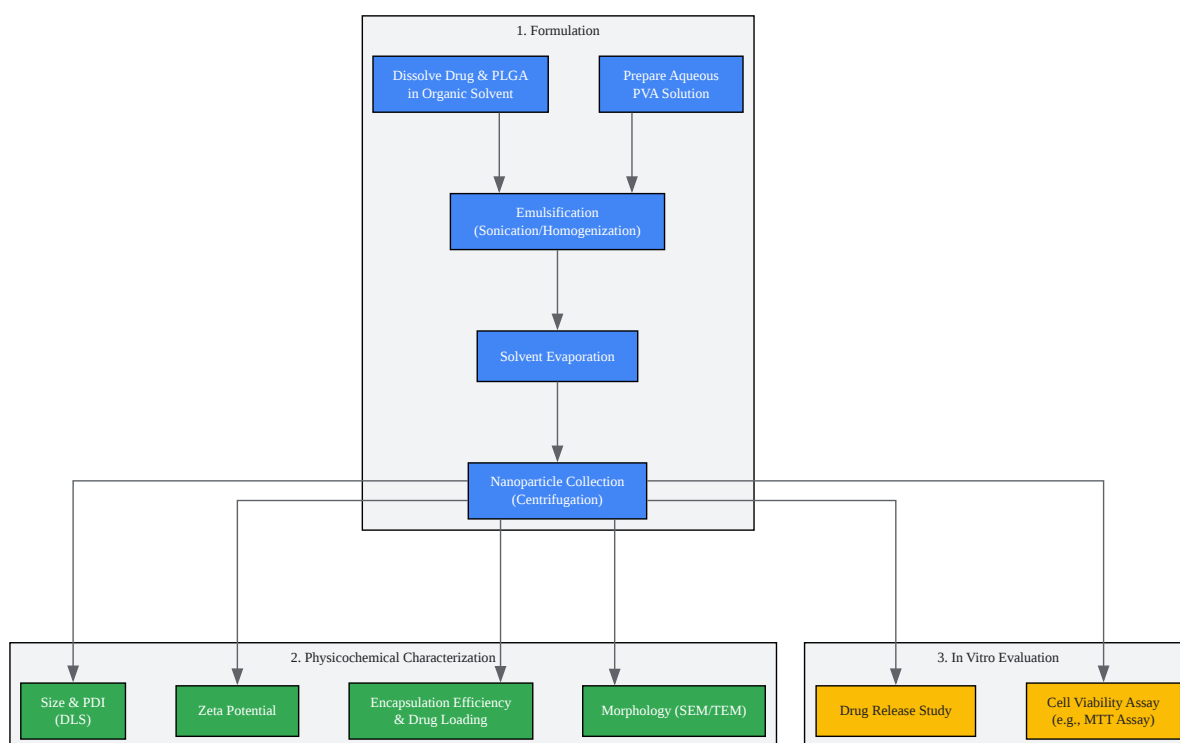 1. Formulation
Dissolve Drug & PLGA
in Organic Solvent
Prepare Aqueous
PVA Solution
Emulsification
(Sonication/Homogenization)
Solvent Evaporation
Nanoparticle Collection
(Centrifugation)
2. Physicochemical Characterization
Size & PDI
(DLS)
Zeta Potential
Encapsulation Efficiency
& Drug Loading
Morphology (SEM/TEM)
3. In Vitro Evaluation
Drug Release Study
Cell Viability Assay
(e.g., MTT Assay)